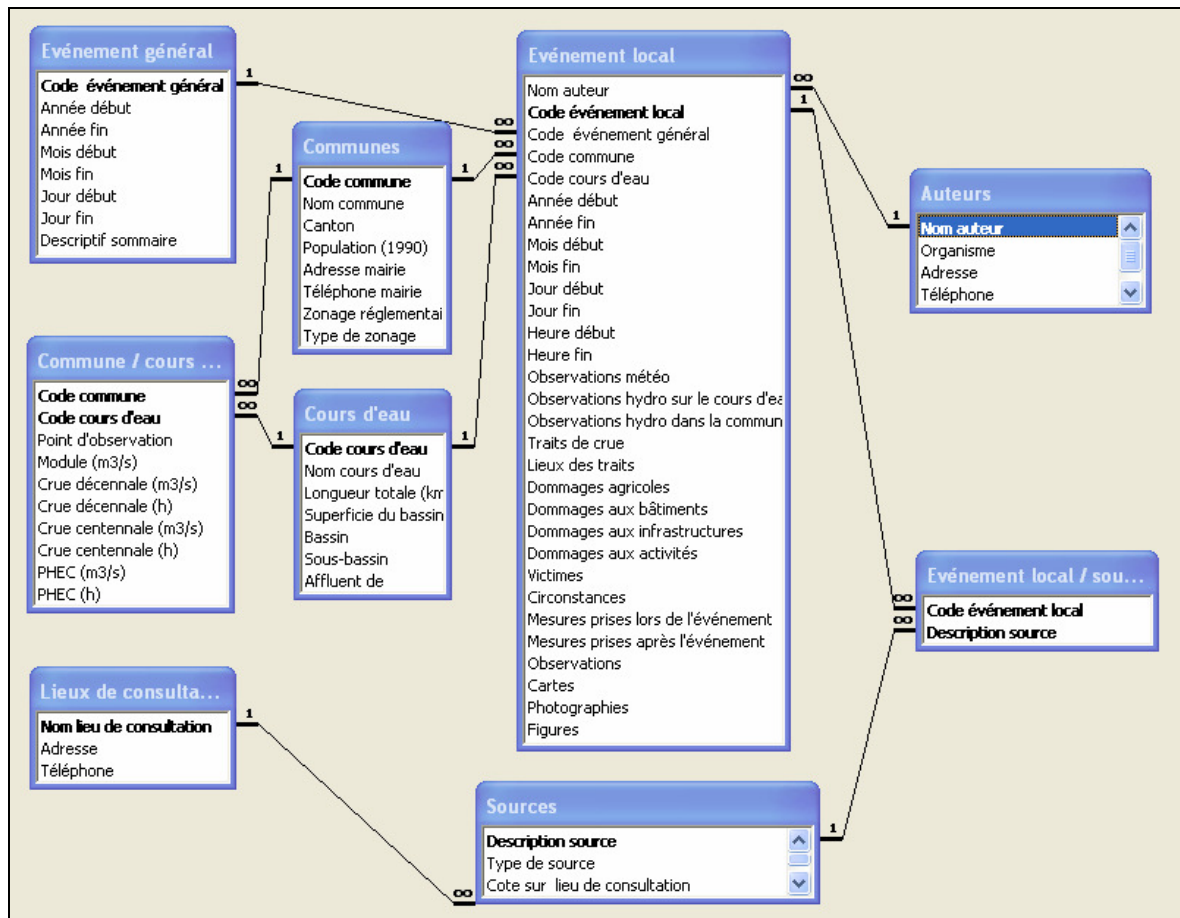 Evénement général
Code événement général
Année début
Année fin
Mois début
Mois fin
Jour début
Jour fin
Descriptif sommaire
1
Communes
Code commune
Nom commune
Canton
Population (1990)
Adresse mairie
Téléphone mairie
Zonage réglementai
Type de zonage
1
1
Commune / cours ...
Code commune
Code cours d'eau
Point d'observation
Module (m3/s)
Crue décennale (m3/s)
Crue décennale (h)
Crue centennale (m3/s)
Crue centennale (h)
PHEC (m3/s)
PHEC (h)
∞
∞
Cours d'eau
Code cours d'eau
Nom cours d'eau
Longueur totale (km
Superficie du bassin
Bassin
Sous-bassin
Affluent de
1
1
Evénement local
Nom auteur
Code événement local
Code événement général
Code commune
Code cours d'eau
Année début
Année fin
Mois début
Mois fin
Jour début
Jour fin
Heure début
Heure fin
Observations météo
Observations hydro sur le cours d'ea
Observations hydro dans la commun
Traits de crue
Lieux des traits
Dommages agricoles
Dommages aux bâtiments
Dommages aux infrastructures
Dommages aux activités
Victimes
Circonstances
Mesures prises lors de l'événement
Mesures prises après l'événement
Observations
Cartes
Photographies
Figures
∞
∞
∞
∞
1
Auteurs
Nom auteur
Organisme
Adresse
Téléphone
1
Evénement local / sou...
Code événement local
Description source
∞
∞
Lieux de consulta...
Nom lieu de consultation
Adresse
Téléphone
1
Sources
Description source
Type de source
Cote sur lieu de consultation
1
∞